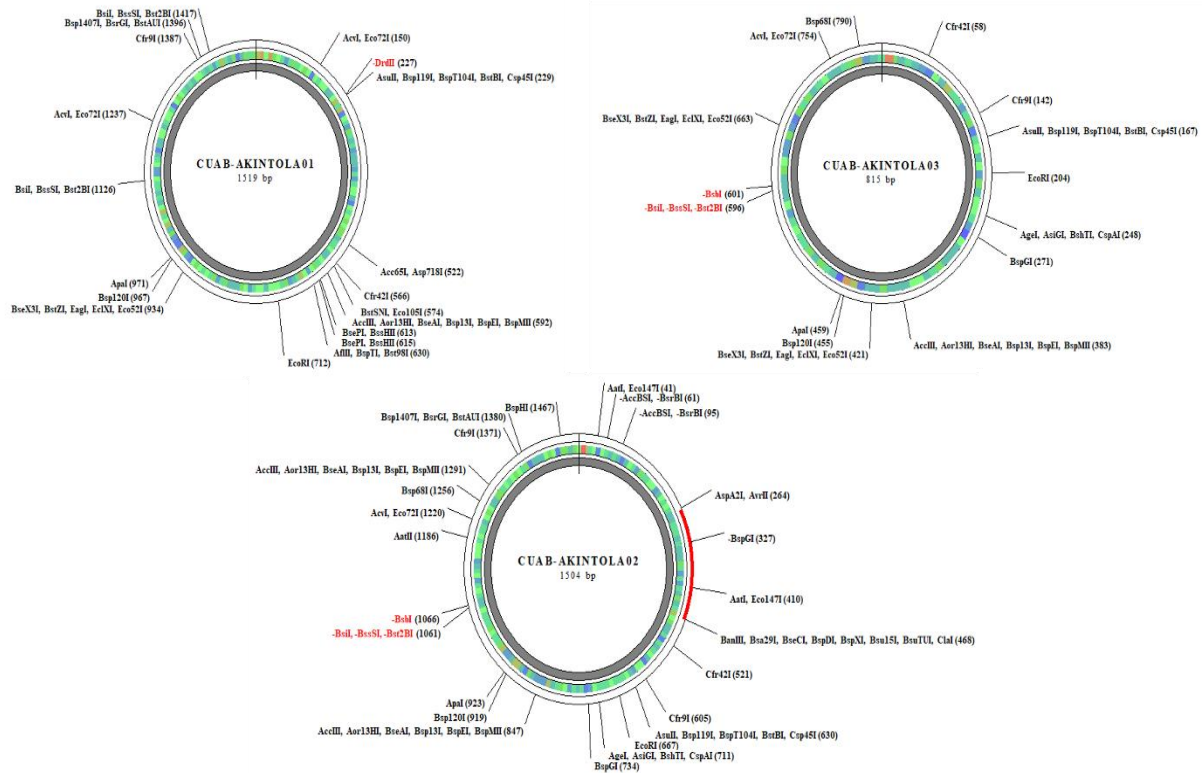 BsiI, BssSI, Bst2BI (1417)
Bsp1407I, BsrGI, BstAUI (1396)
Cfr9I (1387)
AcvI, Eco72I (150)
-DrdII (227)
AsuII, Bsp119I, BspT104I, BstBI, Csp45I (229)
AcvI, Eco72I (1237)
BsiI, BssSI, Bst2BI (1126)
CUAB-AKINTOLA01
1519 bp
ApaI (971)
Bsp120I (967)
BseX3I, BstZI, EagI, EclXI, Eco52I (934)
Acc65I, Asp718I (522)
Cfr42I (566)
BstSNI, Eco105I (574)
AccIII, Aor13HI, BseAI, Bsp13I, BspEI, BspMII (592)
BsePI, BssHII (613)
BsePI, BssHII (615)
AflII, BspTI, Bst98I (630)
EcoRI (712)
Bsp68I (790)
AcvI, Eco72I (754)
Cfr42I (58)
BseX3I, BstZI, EagI, EclXI, Eco52I (663)
Cfr9I (142)
AsuII, Bsp119I, BspT104I, BstBI, Csp45I (167)
CUAB-AKINTOLA03
815 bp
EcoRI (204)
-BshI (601)
-BsiI, -BssSI, -Bst2BI (596)
AgeI, AsiGI, BshTI, CspAI (248)
BspGI (271)
ApaI (459)
Bsp120I (455)
BseX3I, BstZI, EagI, EclXI, Eco52I (421)
AccIII, Aor13HI, BseAI, Bsp13I, BspEI, BspMII (383)
BspHI (1467)
Bsp1407I, BsrGI, BstAUI (1380)
Cfr9I (1371)
AatI, Eco147I (41)
-AccBSI, -BsrBI (61)
-AccBSI, -BsrBI (95)
AccIII, Aor13HI, BseAI, Bsp13I, BspEI, BspMII (1291)
Bsp68I (1256)
AcvI, Eco72I (1220)
AatII (1186)
AspA2I, AvrII (264)
-BspGI (327)
CUAB-AKINTOLA02
1504 bp
AatI, Eco147I (410)
-BshI (1066)
-BsiI, -BssSI, -Bst2BI (1061)
BanIII, Bsa29I, BseCI, BspDI, BspXI, Bsu15I, BsuTUI, ClaI (468)
Cfr42I (521)
ApaI (923)
Bsp120I (919)
AccIII, Aor13HI, BseAI, Bsp13I, BspEI, BspMII (847)
Cfr9I (605)
AsuII, Bsp119I, BspT104I, BstBI, Csp45I (630)
EcoRI (667)
AgeI, AsiGI, BshTI, CspAI (711)
BspGI (734)